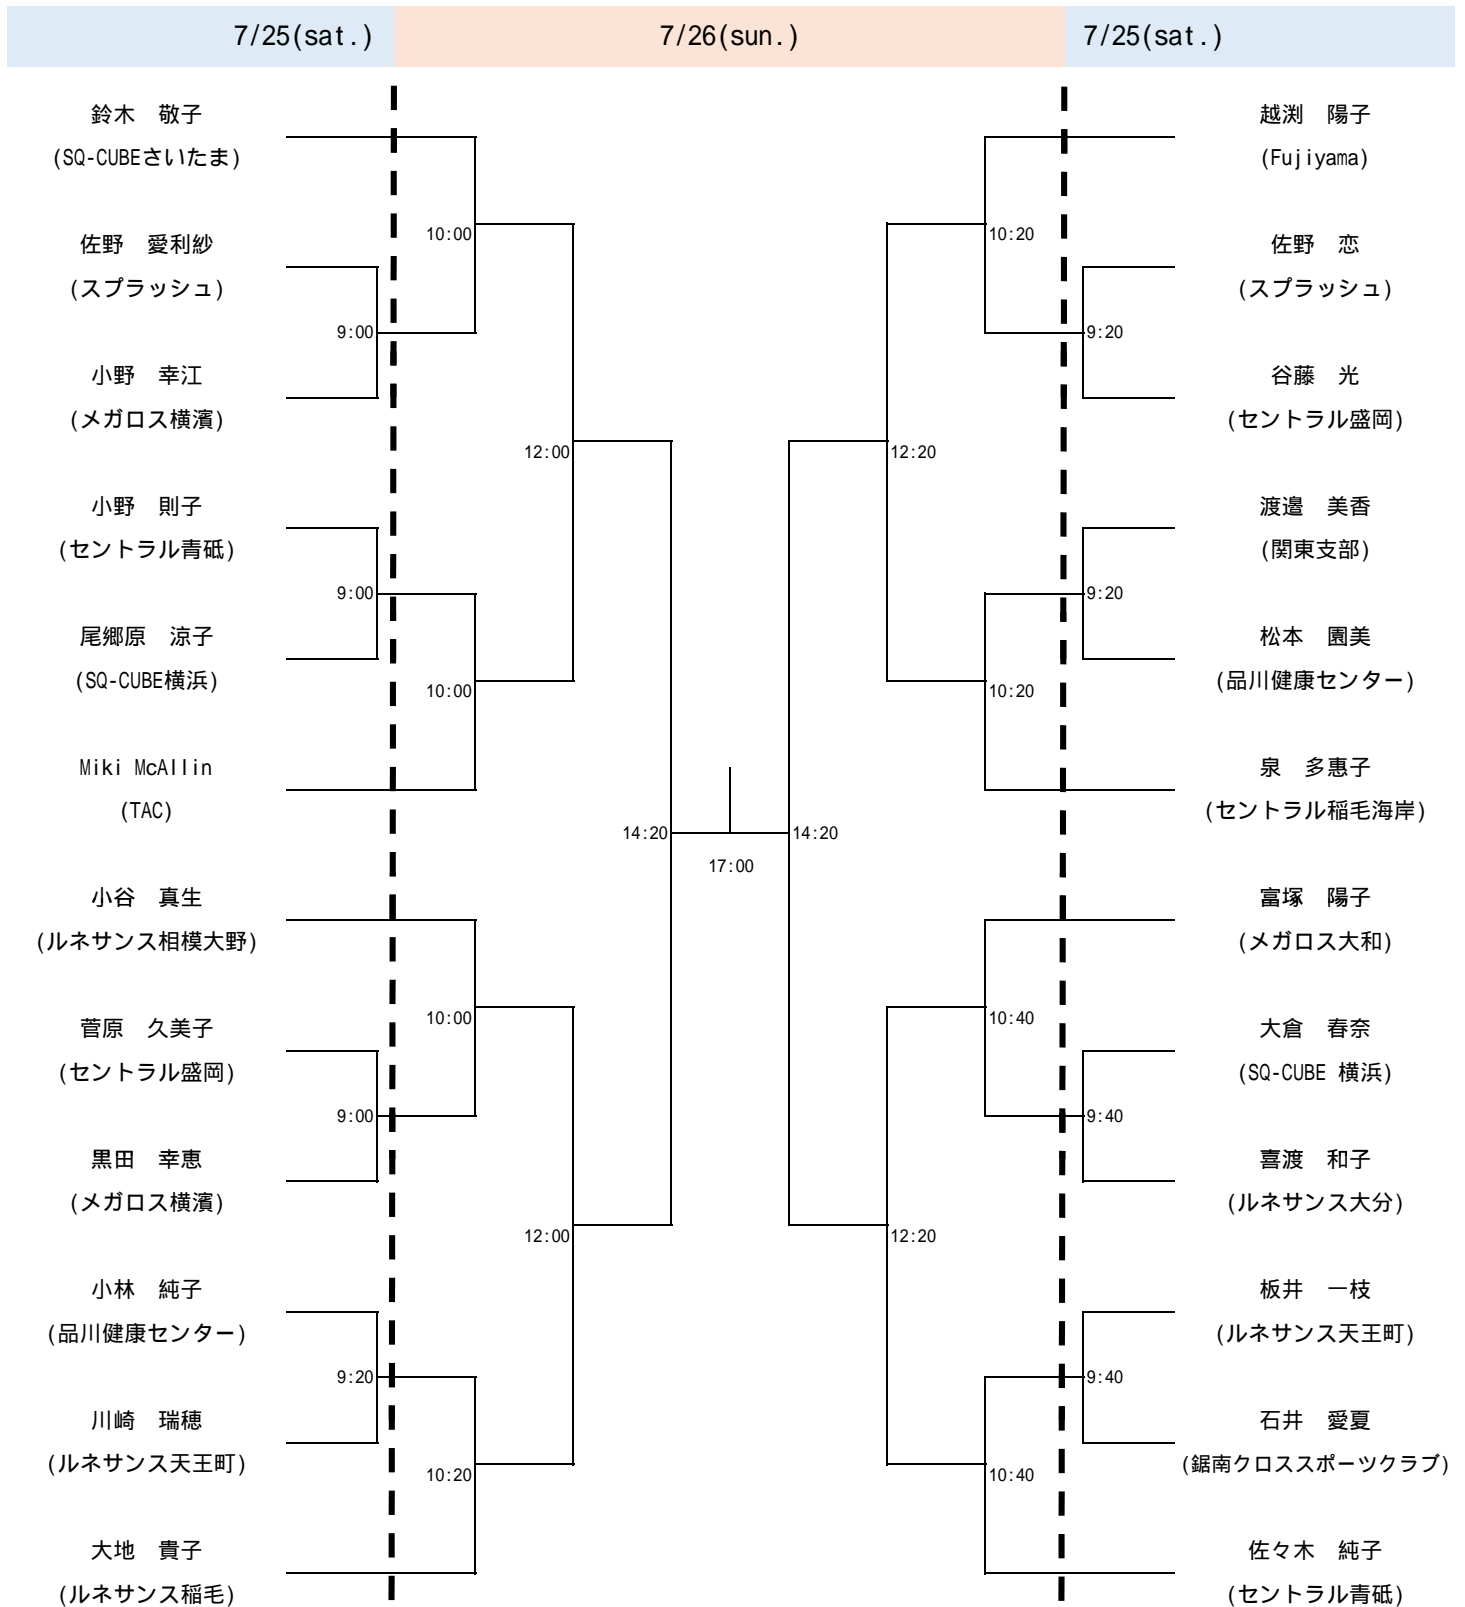 7/25(sat.)
7/26(sun.)
7/25(sat.)
鈴木　敬子
(SQ-CUBEさいたま)
佐野　愛利紗
(スプラッシュ)
小野　幸江
(メガロス横濱)
小野　則子
(セントラル青砥)
尾郷原　涼子
(SQ-CUBE横浜)
Miki McAllin
(TAC)
小谷　真生
(ルネサンス相模大野)
菅原　久美子
(セントラル盛岡)
黒田　幸恵
(メガロス横濱)
小林　純子
(品川健康センター)
川崎　瑞穂
(ルネサンス天王町)
大地　貴子
(ルネサンス稲毛)
9:00
9:00
9:00
9:20
10:00
10:00
10:00
10:20
12:00
12:00
14:20
17:00
14:20
12:20
12:20
10:20
10:20
10:40
10:40
9:20
9:20
9:40
9:40
越渕　陽子
(Fujiyama)
佐野　恋
(スプラッシュ)
谷藤　光
(セントラル盛岡)
渡邉　美香
(関東支部)
松本　園美
(品川健康センター)
泉　多惠子
(セントラル稲毛海岸)
富塚　陽子
(メガロス大和)
大倉　春奈
(SQ-CUBE 横浜)
喜渡　和子
(ルネサンス大分)
板井　一枝
(ルネサンス天王町)
石井　愛夏
(鋸南クロススポーツクラブ)
佐々木　純子
(セントラル青砥)